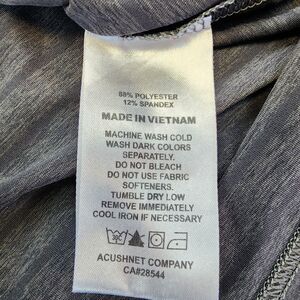 88% POLYESTER
12% SPANDEX
MADE IN VIETNAM
MACHINE WASH COLD
WASH DARK COLORS
SEPARATELY.
DO NOT BLEACH
DO NOT USE FABRIC
SOFTENERS.
TUMBLE DRY LOW
REMOVE IMMEDIATELY
COOL IRON IF NECESSARY
ACUSHNET COMPANY
CA#28544